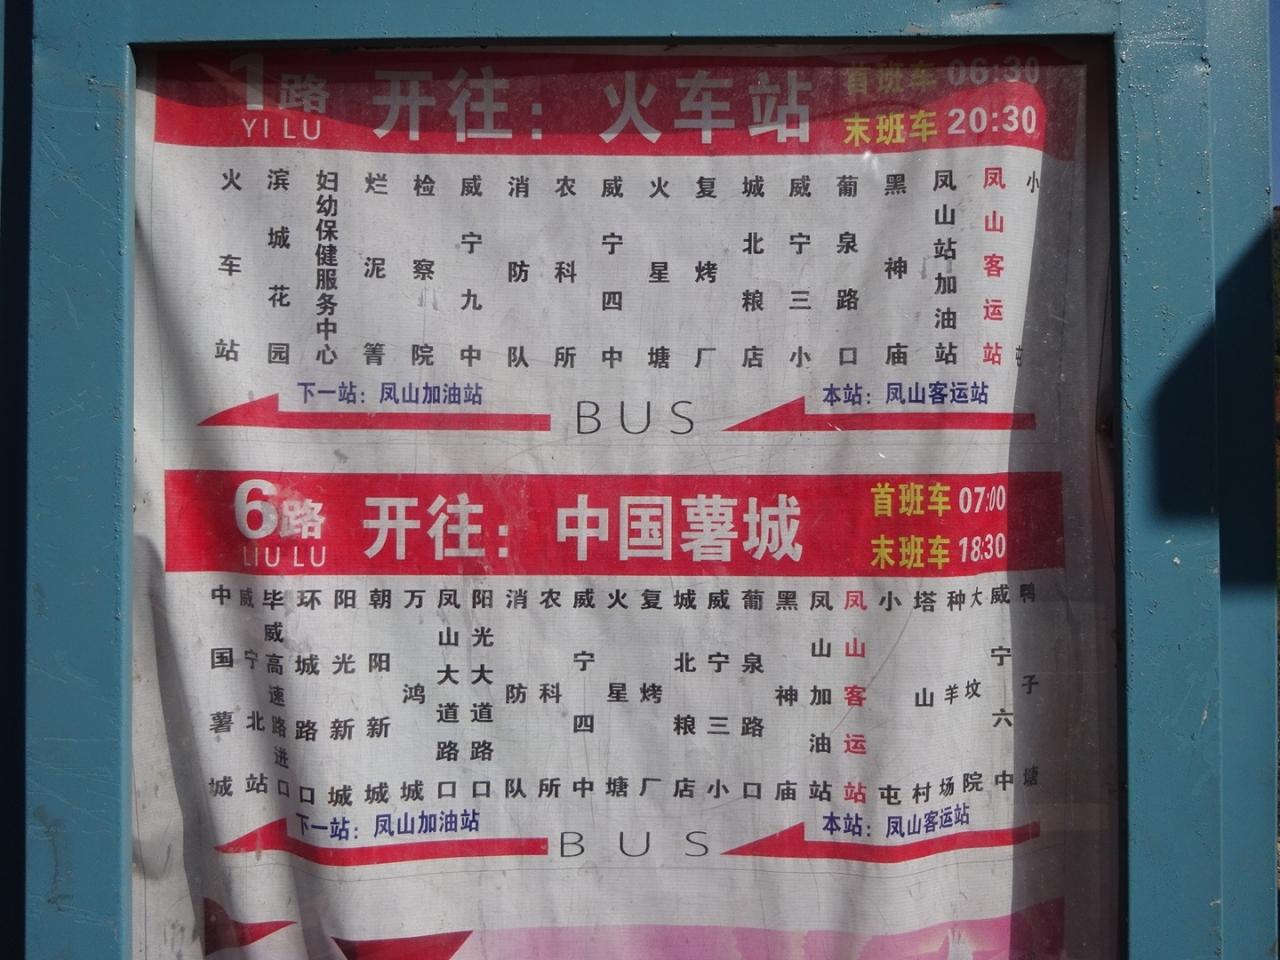 1路 开往：火车站 首班车 06:30
YI LU 末班车 20:30
火车站
滨城花园
妇幼保健服务中心
烂泥箐
检察院
威宁九中
消防队
农科所
威宁四中
火星塘
复烤厂
城北粮店
威宁三小
葡泉路口
黑神庙
凤山站加油站
凤山客运站
小屯
下一站：凤山加油站 本站：凤山客运站
BUS
6路 开往：中国薯城 首班车 07:00
LIU LU 末班车 18:30
中国薯城
威宁北站
毕威高速路进口
环城路口
阳光新城
朝阳新城
万鸿城
凤山大道路口
阳光大道路口
消防队
农科所
威宁四中
火星塘
复烤厂
城北粮店
威宁三小
葡泉路口
黑神庙
凤山加油站
凤山客运站
小屯
塔山村
种羊场
大坟院
威宁六中
鸭子塘
下一站：凤山加油站 本站：凤山客运站
BUS